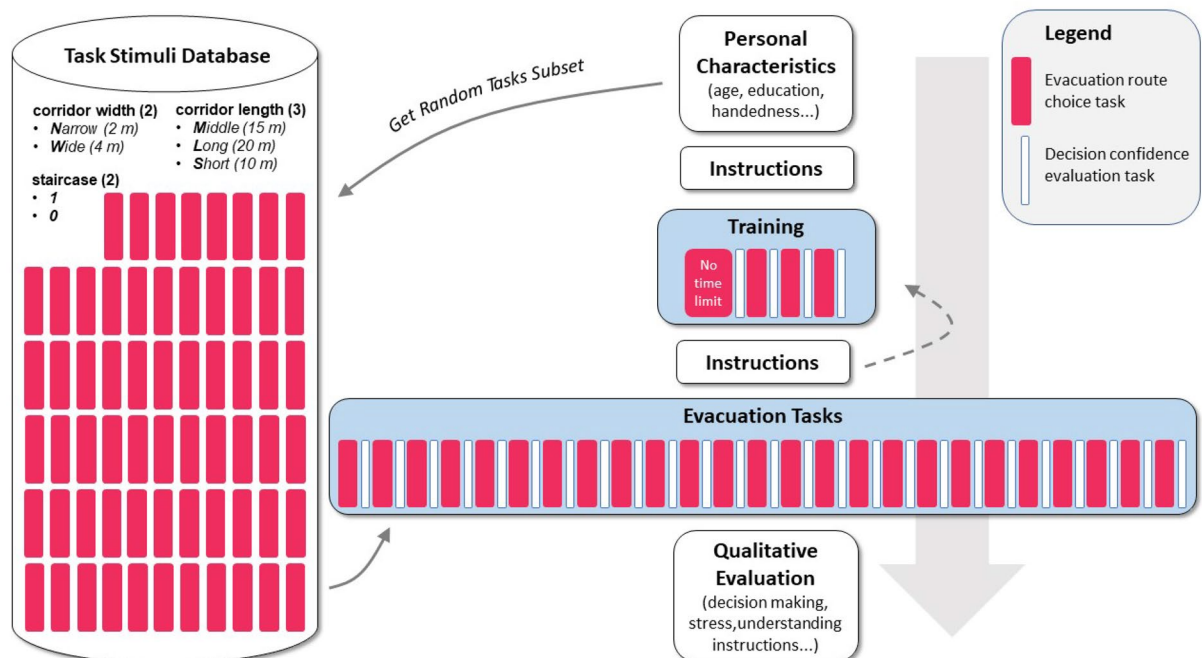 Task Stimuli Database
corridor width (2)
• Narrow (2 m)
• Wide (4 m)
corridor length (3)
• Middle (15 m)
• Long (20 m)
• Short (10 m)
staircase (2)
• 1
• 0
Get Random Tasks Subset
Personal
Characteristics
(age, education,
handedness...)
Instructions
Training
No
time
limit
Instructions
Evacuation Tasks
Qualitative
Evaluation
(decision making,
stress,understanding
instructions...)
Legend
Evacuation route
choice task
Decision confidence
evaluation task